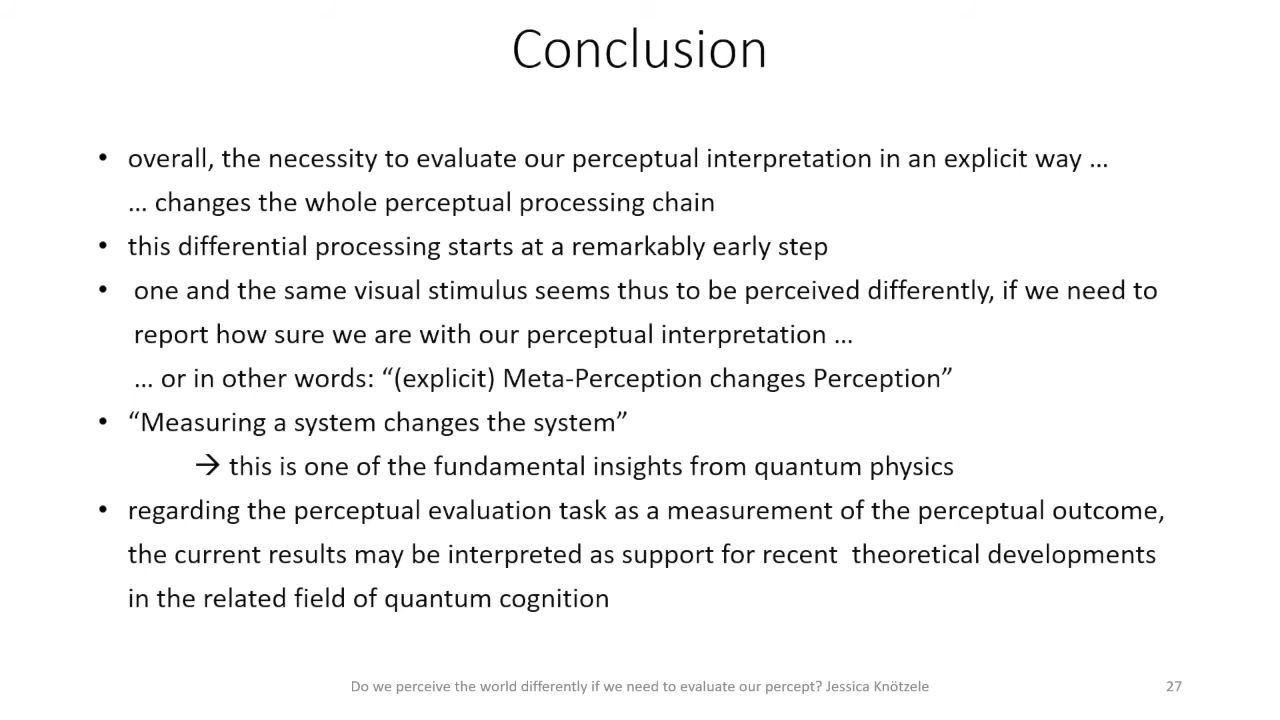 Conclusion
• overall, the necessity to evaluate our perceptual interpretation in an explicit way ...
... changes the whole perceptual processing chain
• this differential processing starts at a remarkably early step
• one and the same visual stimulus seems thus to be perceived differently, if we need to
report how sure we are with our perceptual interpretation ...
... or in other words: “(explicit) Meta-Perception changes Perception”
• “Measuring a system changes the system”
→ this is one of the fundamental insights from quantum physics
• regarding the perceptual evaluation task as a measurement of the perceptual outcome,
the current results may be interpreted as support for recent  theoretical developments
in the related field of quantum cognition
Do we perceive the world differently if we need to evaluate our percept? Jessica Knötzele
27